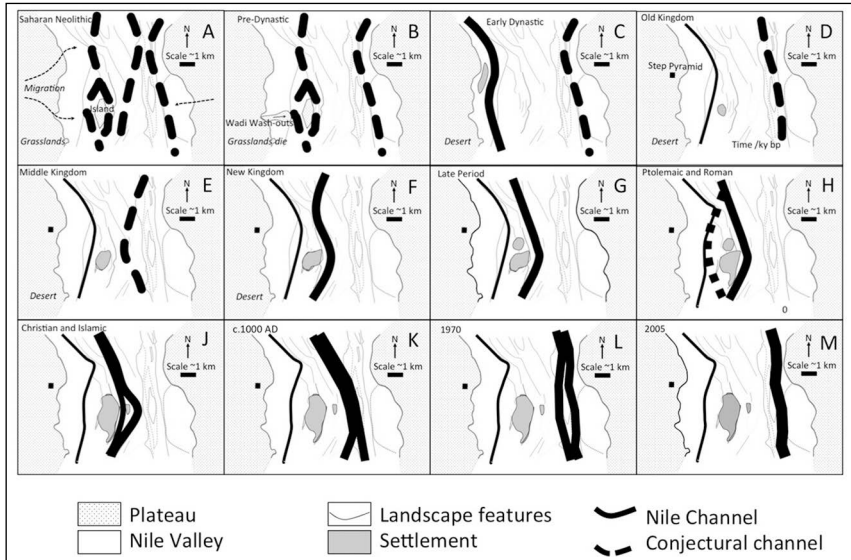 Saharan Neolithic
A
N
Scale ~1 km
Migration
Island
Grasslands
Pre-Dynastic
B
N
Scale ~1 km
Wadi Wash-outs
Grasslands die
Early Dynastic
C
N
Scale ~1 km
Desert
Old Kingdom
D
N
Scale ~1 km
Step Pyramid
Desert
Time /ky bp
Middle Kingdom
E
N
Scale ~1 km
Desert
New Kingdom
F
N
Scale ~1 km
Desert
Late Period
G
N
Scale ~1 km
Ptolemaic and Roman
H
N
Scale ~1 km
0
Christian and Islamic
J
N
Scale ~1 km
c.1000 AD
K
N
Scale ~1 km
1970
L
N
Scale ~1 km
2005
M
N
Scale ~1 km
Plateau
Landscape features
Nile Channel
Nile Valley
Settlement
Conjectural channel